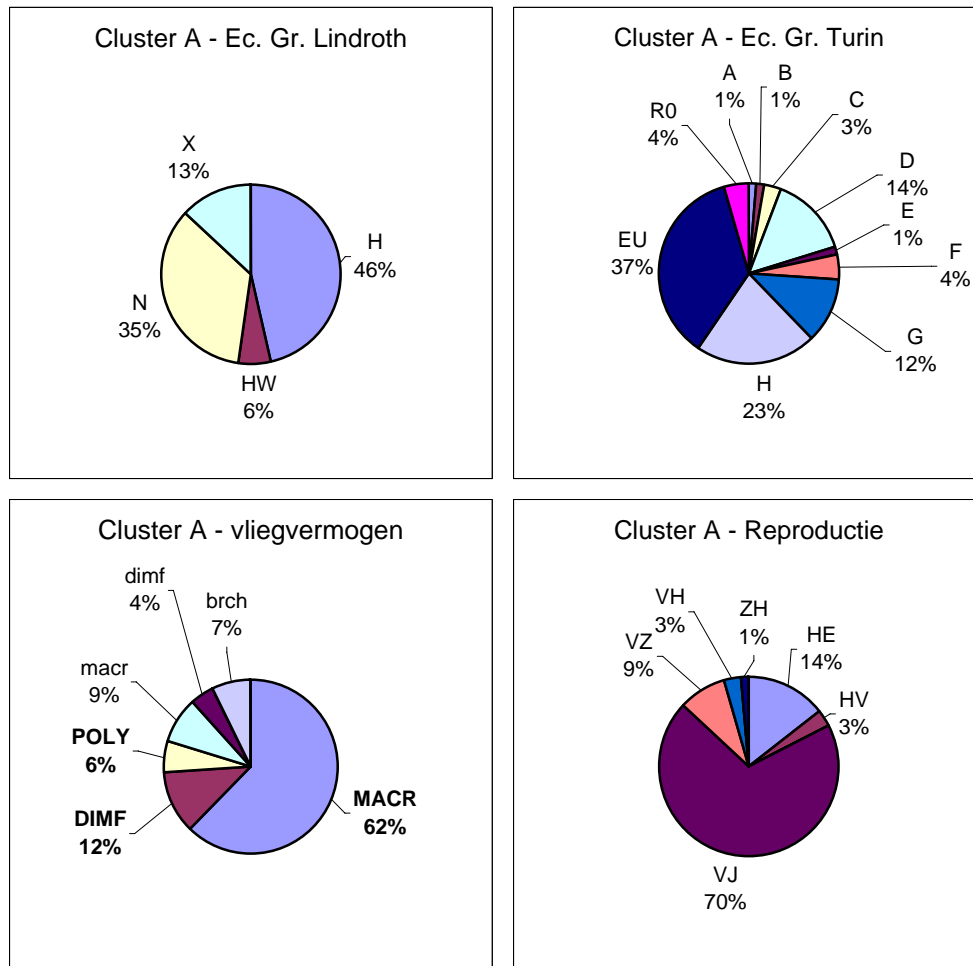 Cluster A - Ec. Gr. Lindroth
X
13%
H
46%
N
35%
HW
6%
Cluster A - Ec. Gr. Turin
A
1%
B
1%
C
3%
R0
4%
D
14%
E
1%
EU
37%
F
4%
G
12%
H
23%
Cluster A - vliegvermogen
dimf
4%
brch
7%
macr
9%
POLY
6%
MACR
62%
DIMF
12%
Cluster A - Reproductie
VH
3%
ZH
1%
HE
14%
VZ
9%
HV
3%
VJ
70%